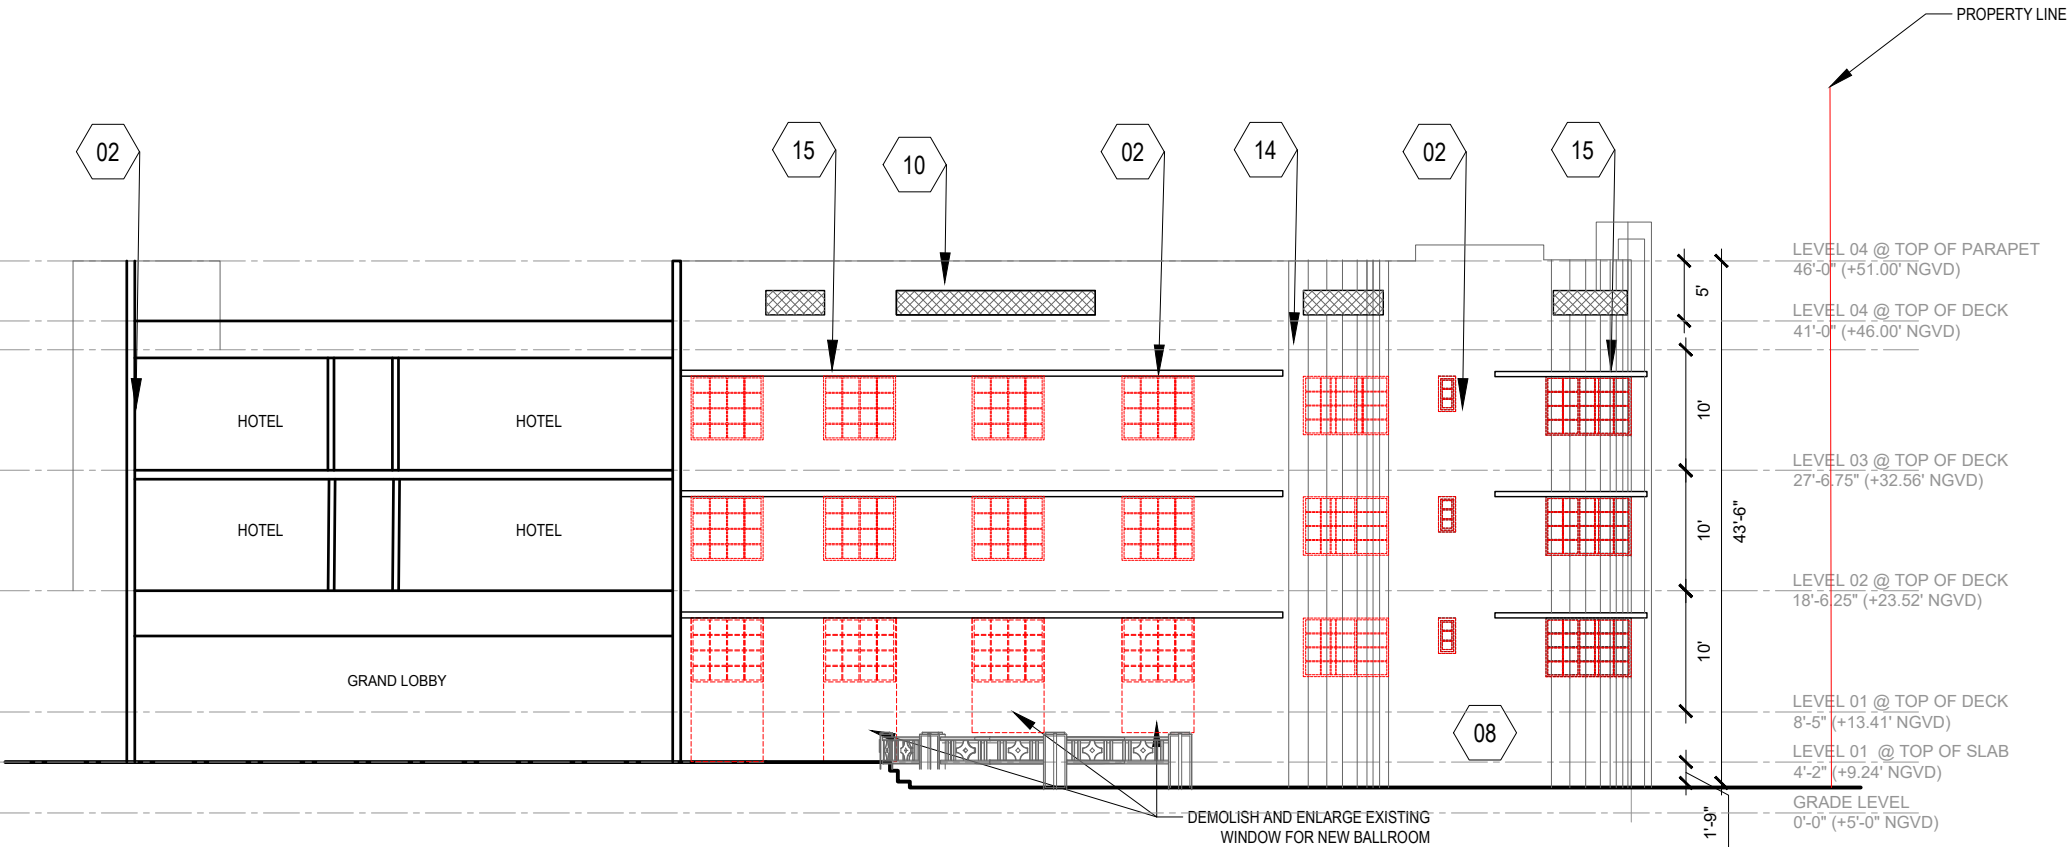 PROPERTY LINE
02
15
10
02
14
02
15
LEVEL 04 @ TOP OF PARAPET
46'-0" (+51.00' NGVD)
5'
LEVEL 04 @ TOP OF DECK
41'-0" (+46.00' NGVD)
HOTEL
HOTEL
10'
LEVEL 03 @ TOP OF DECK
27'-6.75" (+32.56' NGVD)
HOTEL
HOTEL
10'
43'-6"
LEVEL 02 @ TOP OF DECK
18'-6.25" (+23.52' NGVD)
GRAND LOBBY
10'
LEVEL 01 @ TOP OF DECK
8'-5" (+13.41' NGVD)
08
LEVEL 01 @ TOP OF SLAB
4'-2" (+9.24' NGVD)
GRADE LEVEL
0'-0" (+5'-0" NGVD)
1'-9"
DEMOLISH AND ENLARGE EXISTING
WINDOW FOR NEW BALLROOM